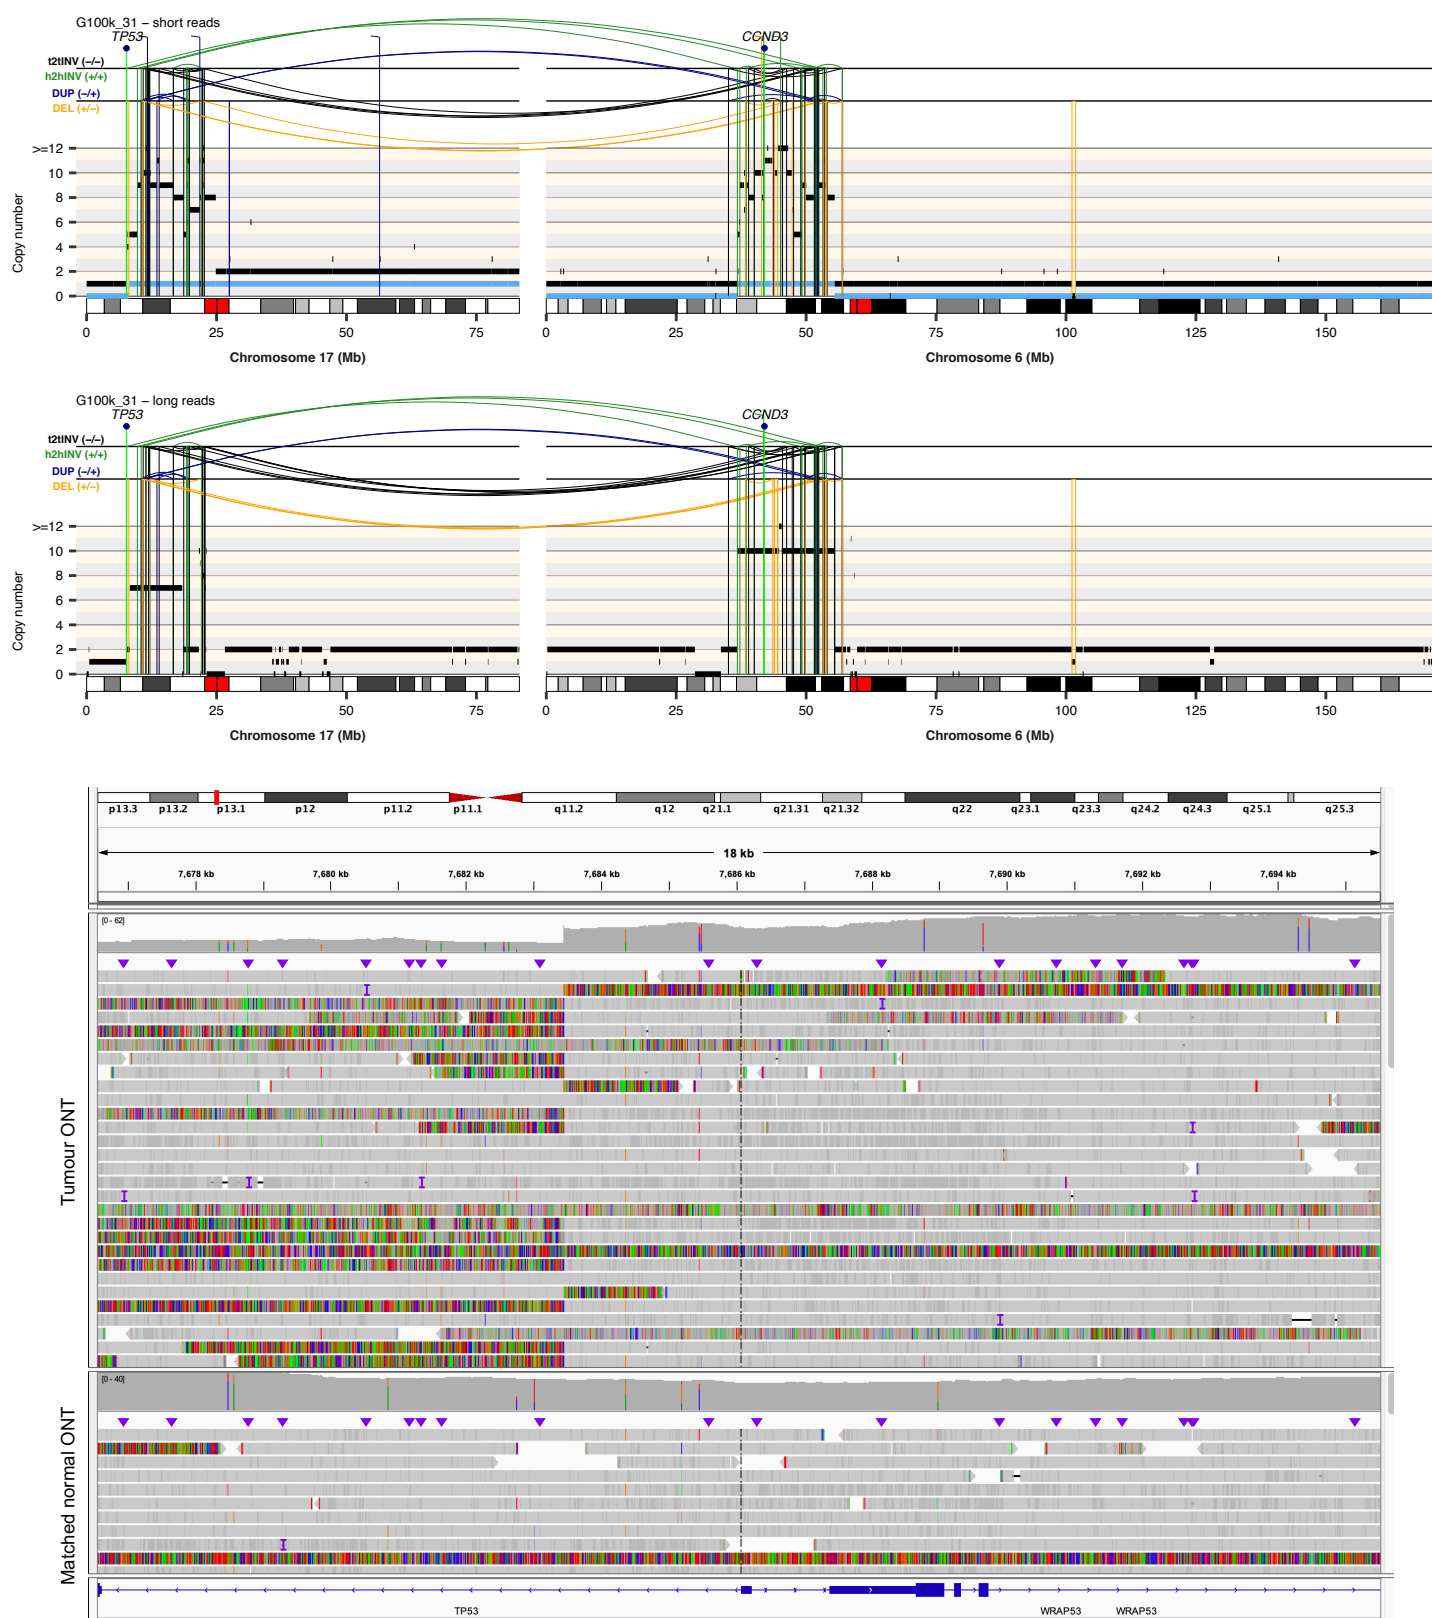 G100k_31 – short reads
TP53
CCND3
t2tINV (–/–)
h2hINV (+/+)
DUP (–/+)
DEL (+/–)
Copy number
>=12
10
8
6
4
2
0
0 25 50 75 0 25 50 75 100 125 150
Chromosome 17 (Mb) Chromosome 6 (Mb)
G100k_31 – long reads
TP53
CCND3
t2tINV (–/–)
h2hINV (+/+)
DUP (–/+)
DEL (+/–)
Copy number
>=12
10
8
6
4
2
0
0 25 50 75 0 25 50 75 100 125 150
Chromosome 17 (Mb) Chromosome 6 (Mb)
p13.3 p13.2 p13.1 p12 p11.2 p11.1 q11.2 q12 q21.1 q21.31 q21.32 q22 q23.1 q23.3 q24.2 q24.3 q25.1 q25.3
18 kb
7,678 kb 7,680 kb 7,682 kb 7,684 kb 7,686 kb 7,688 kb 7,690 kb 7,692 kb 7,694 kb
[0 - 62]
Tumour ONT
[0 - 40]
Matched normal ONT
TP53 WRAP53 WRAP53